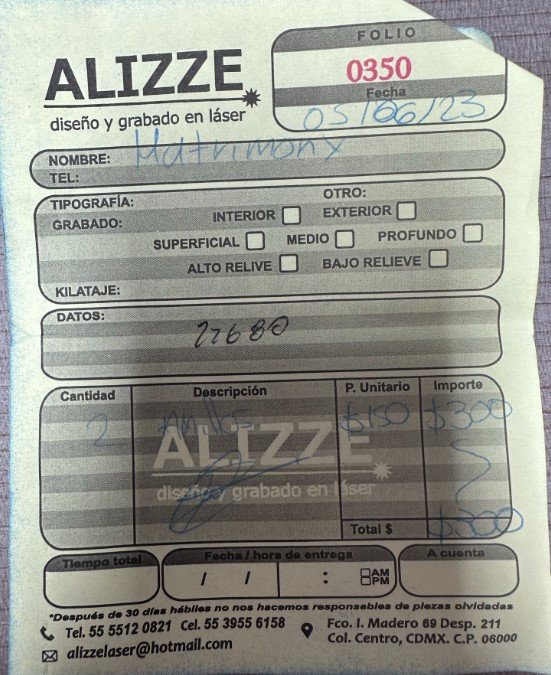 FOLIO
ALIZZE
0350
diseño y grabado en láser
Fecha
05/06/23
NOMBRE: Matrimony
TEL:
TIPOGRAFÍA: OTRO:
GRABADO: INTERIOR EXTERIOR
SUPERFICIAL MEDIO PROFUNDO
ALTO RELIVE BAJO RELIEVE
KILATAJE:
DATOS:
22680
Cantidad Descripción P. Unitario Importe
2 Anillos $150 $300
ALIZZE
diseño y grabado en láser
Total $ $300
Tiempo total Fecha / hora de entrega A cuenta
/ / : AM
PM
*Después de 30 días hábiles no nos hacemos responsables de piezas olvidadas
Tel. 55 5512 0821 Cel. 55 3955 6158
Fco. I. Madero 69 Desp. 211
alizzelaser@hotmail.com
Col. Centro, CDMX. C.P. 06000